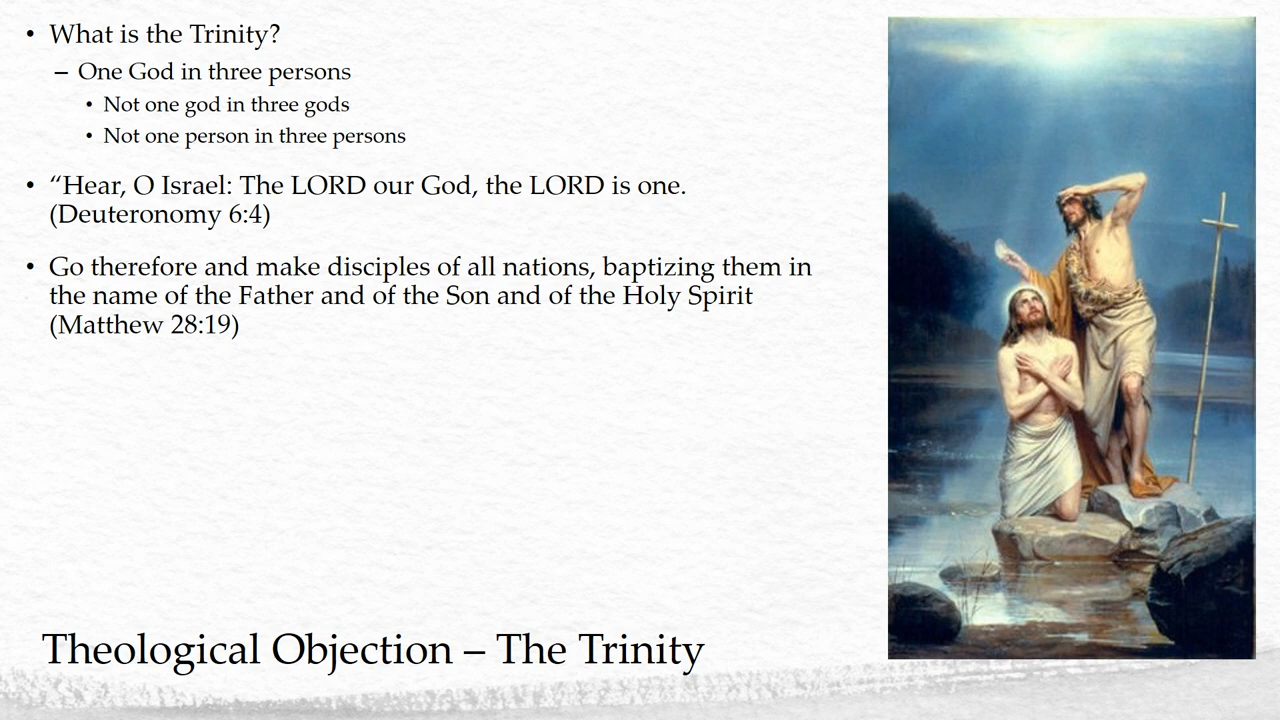 • What is the Trinity?
– One God in three persons
• Not one god in three gods
• Not one person in three persons
• “Hear, O Israel: The LORD our God, the LORD is one.
(Deuteronomy 6:4)
• Go therefore and make disciples of all nations, baptizing them in
the name of the Father and of the Son and of the Holy Spirit
(Matthew 28:19)
Theological Objection – The Trinity